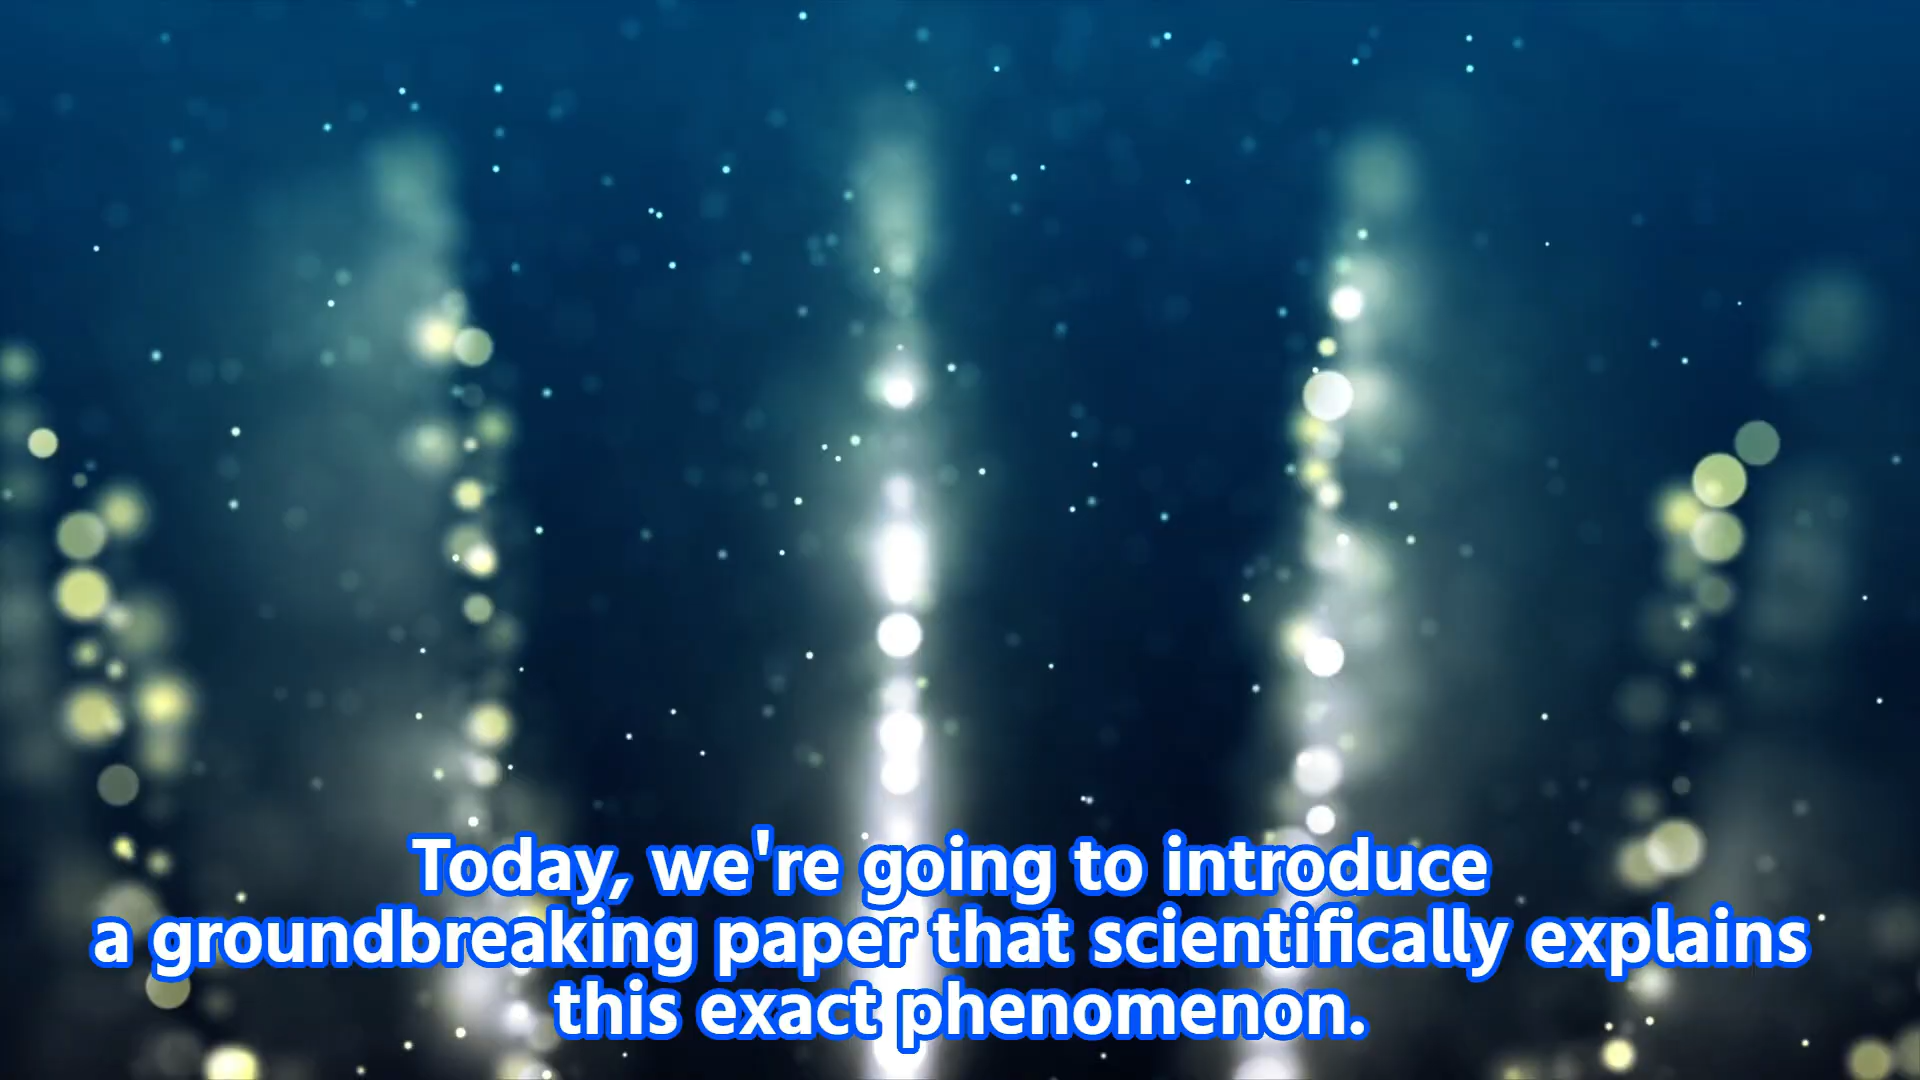 Today, we're going to introduce
a groundbreaking paper that scientifically explains
this exact phenomenon.